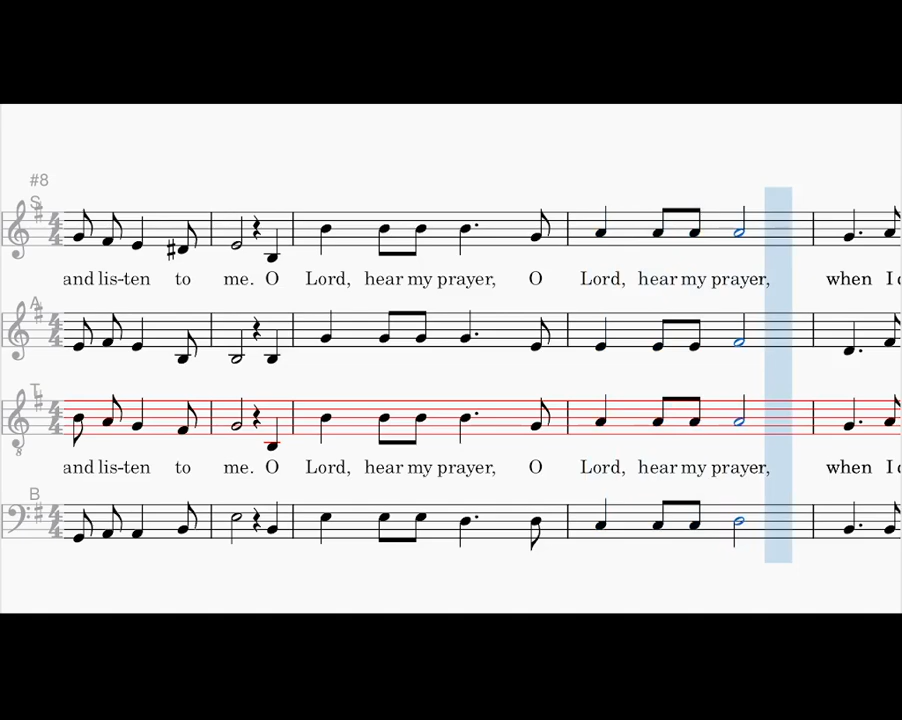 #8
S
and lis-ten to me. O Lord, hear my prayer, O Lord, hear my prayer, when I
A
T
and lis-ten to me. O Lord, hear my prayer, O Lord, hear my prayer, when I
B